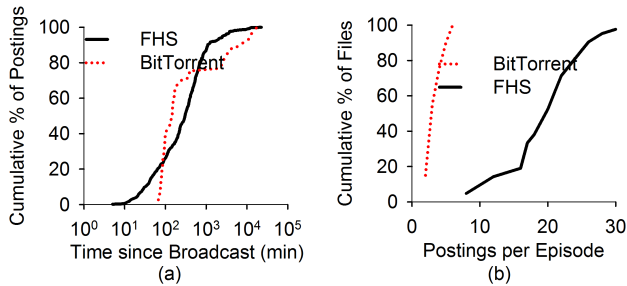 Cumulative % of Postings
100
80
60
40
20
0
FHS
BitTorrent
10^0 10^1 10^2 10^3 10^4 10^5
Time since Broadcast (min)
(a)
Cumulative % of Files
100
80
60
40
20
0
BitTorrent
FHS
0 10 20 30
Postings per Episode
(b)